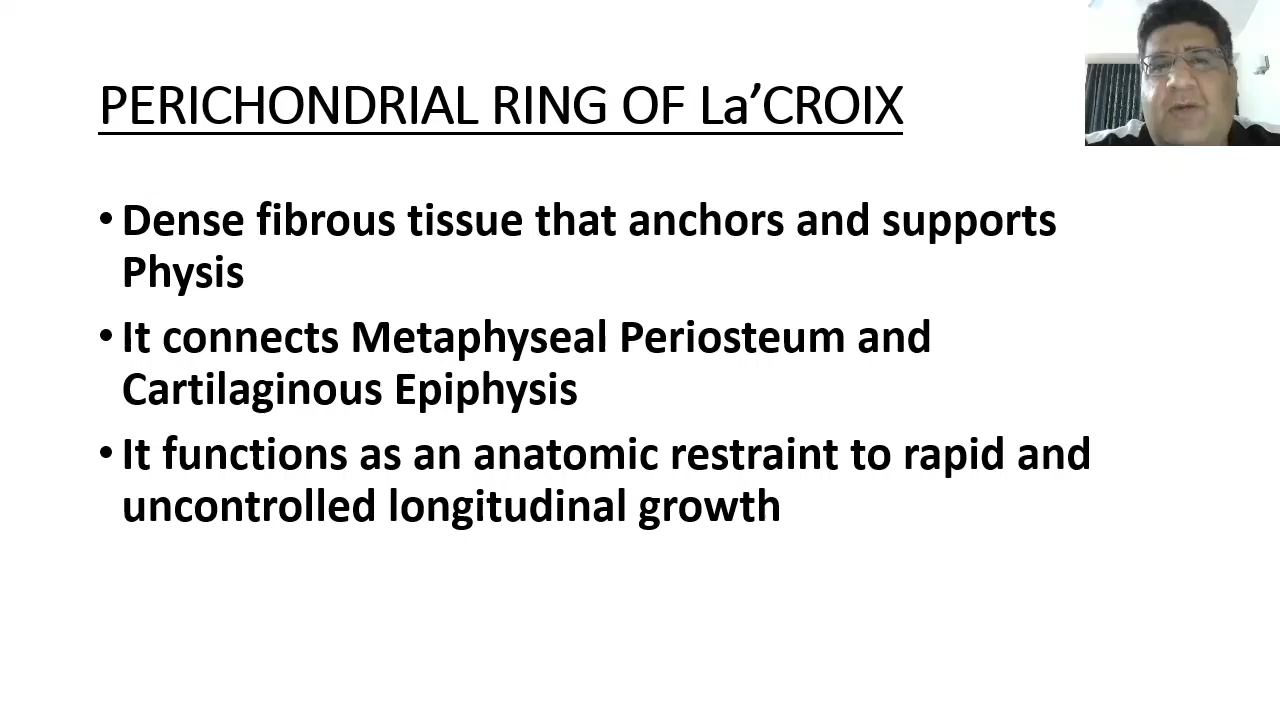 PERICHONDRIAL RING OF La’CROIX
• Dense fibrous tissue that anchors and supports
Physis
• It connects Metaphyseal Periosteum and
Cartilaginous Epiphysis
• It functions as an anatomic restraint to rapid and
uncontrolled longitudinal growth